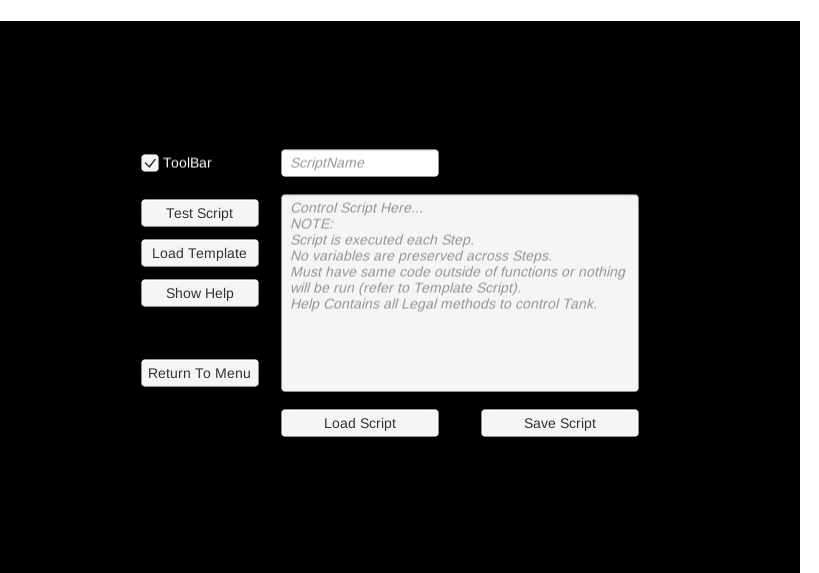 ToolBar
ScriptName
Test Script
Load Template
Show Help
Return To Menu
Control Script Here...
NOTE:
Script is executed each Step.
No variables are preserved across Steps.
Must have same code outside of functions or nothing
will be run (refer to Template Script).
Help Contains all Legal methods to control Tank.
Load Script
Save Script